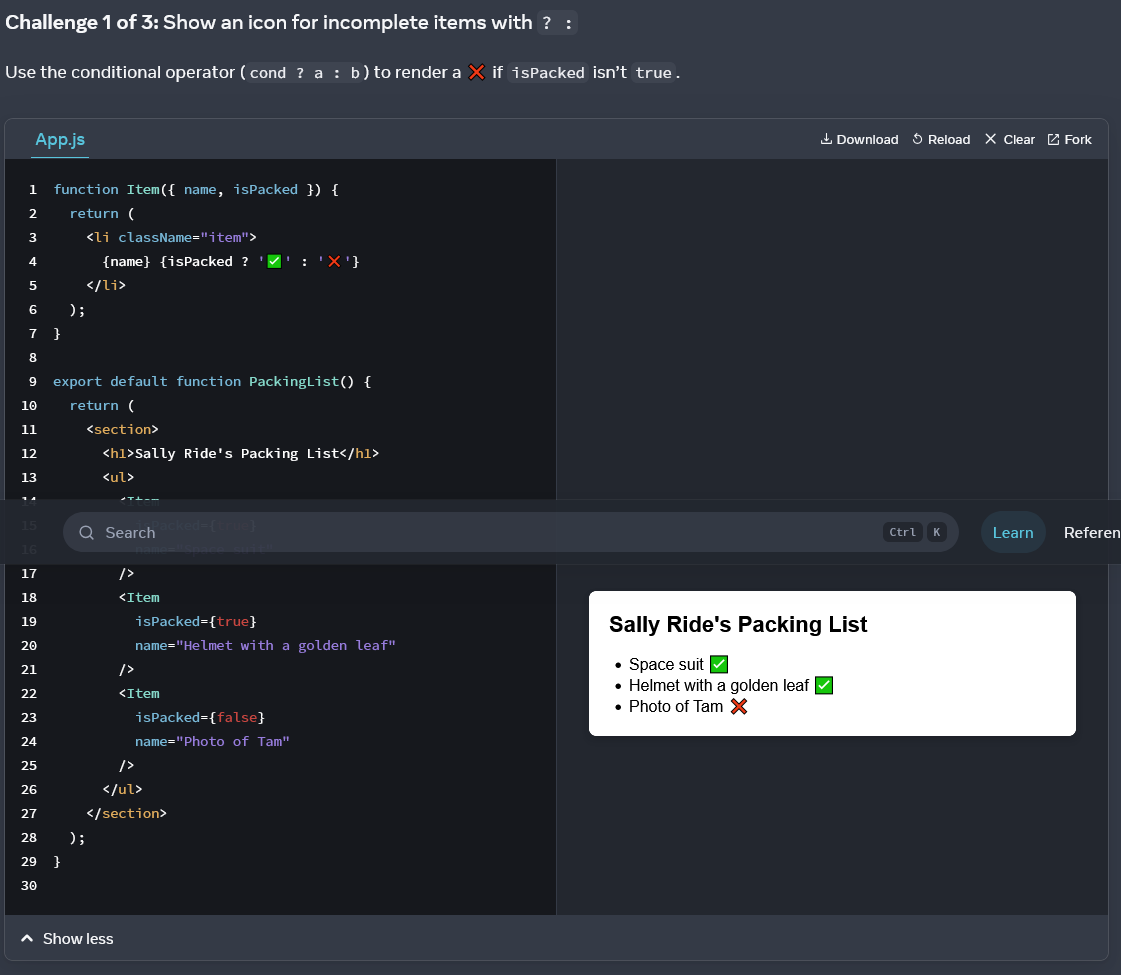 Challenge 1 of 3: Show an icon for incomplete items with ? :
Use the conditional operator (cond ? a : b) to render a ❌ if isPacked isn’t true.
App.js
Download Reload Clear Fork
1 function Item({ name, isPacked }) {
2 return (
3 <li className="item">
4 {name} {isPacked ? '✅' : '❌'}
5 </li>
6 );
7 }
8
9 export default function PackingList() {
10 return (
11 <section>
12 <h1>Sally Ride's Packing List</h1>
13 <ul>
14 <Item
15 isPacked={true}
16 name="Space suit"
Search Ctrl K Learn Referen
17 />
18 <Item
19 isPacked={true}
20 name="Helmet with a golden leaf"
21 />
22 <Item
23 isPacked={false}
24 name="Photo of Tam"
25 />
26 </ul>
27 </section>
28 );
29 }
30
Sally Ride's Packing List
• Space suit ✅
• Helmet with a golden leaf ✅
• Photo of Tam ❌
Show less